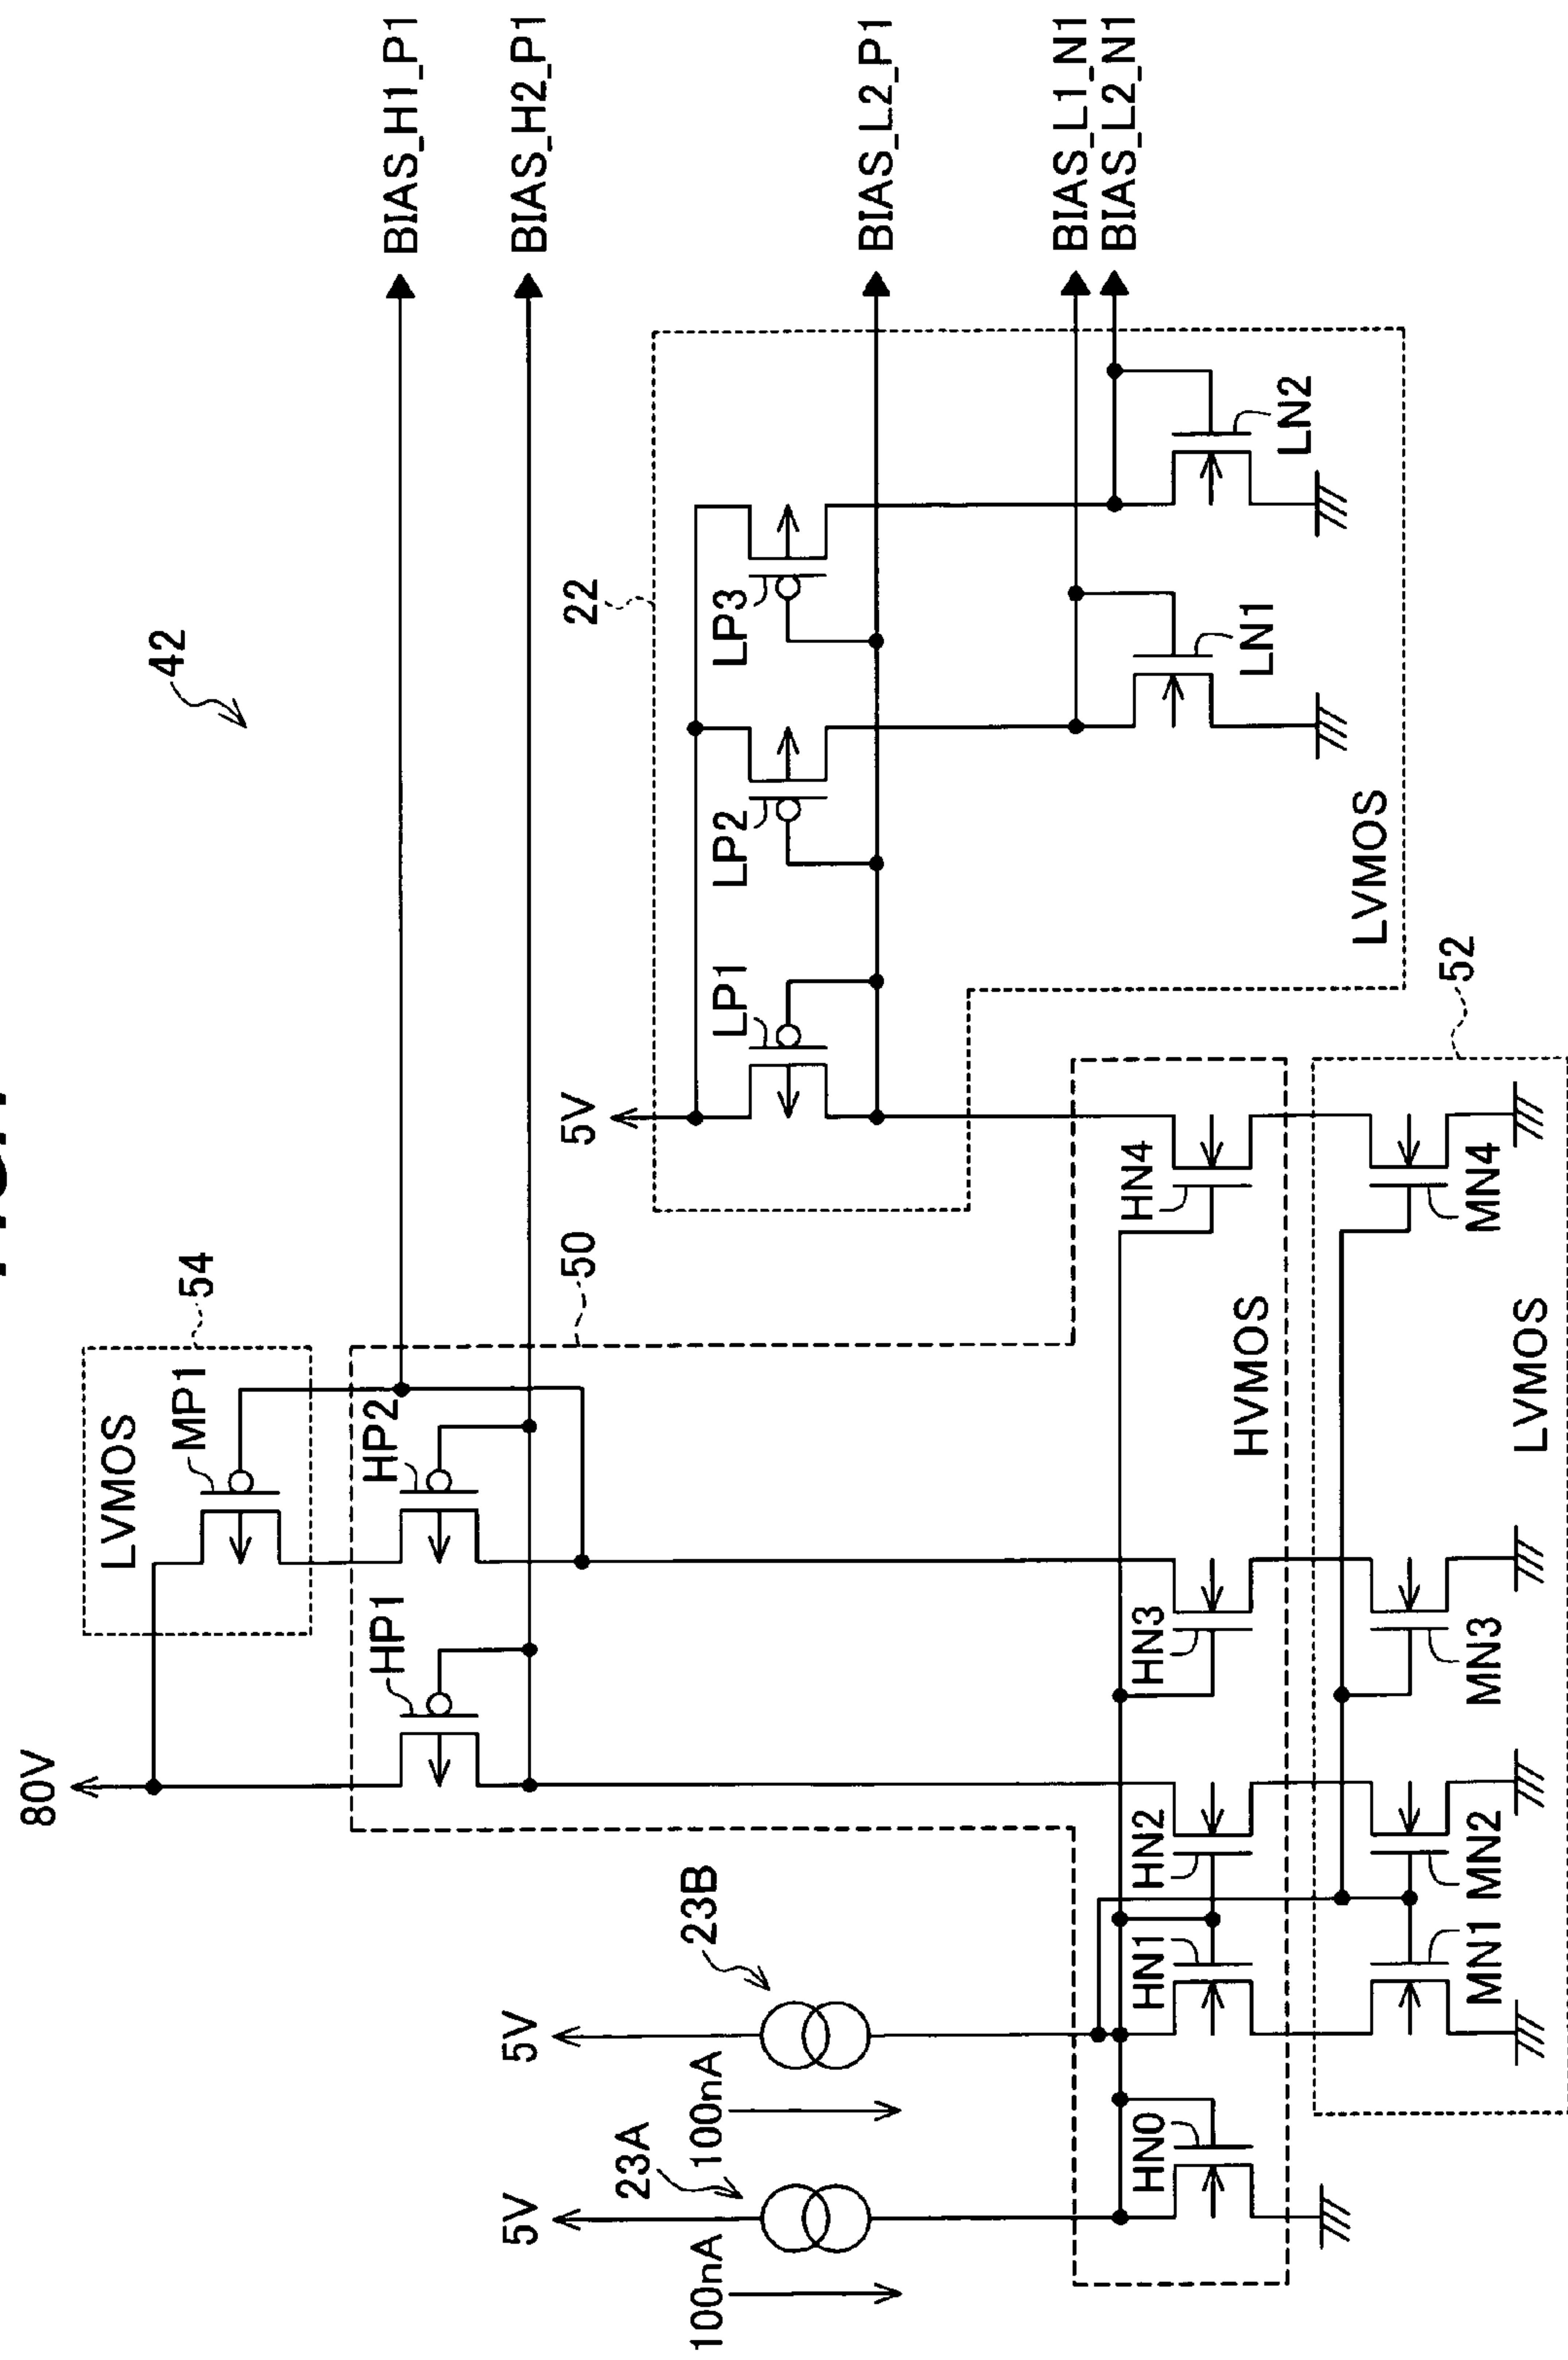 42
80V
54
LVMOS
MP1
BIAS_H1_P1
HP1
HP2
BIAS_H2_P1
5V
5V
50
5V
22
23A
23B
100nA
100nA
LP1
LP2
LP3
BIAS_L2_P1
BIAS_L1_N1
BIAS_L2_N1
HN0
HN1
HN2
HN3
HN4
HVMOS
LN1
LN2
LVMOS
52
MN1
MN2
MN3
MN4
LVMOS